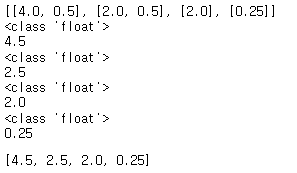 [[4.0, 0.5], [2.0, 0.5], [2.0], [0.25]]
<class 'float'>
4.5
<class 'float'>
2.5
<class 'float'>
2.0
<class 'float'>
0.25
[4.5, 2.5, 2.0, 0.25]